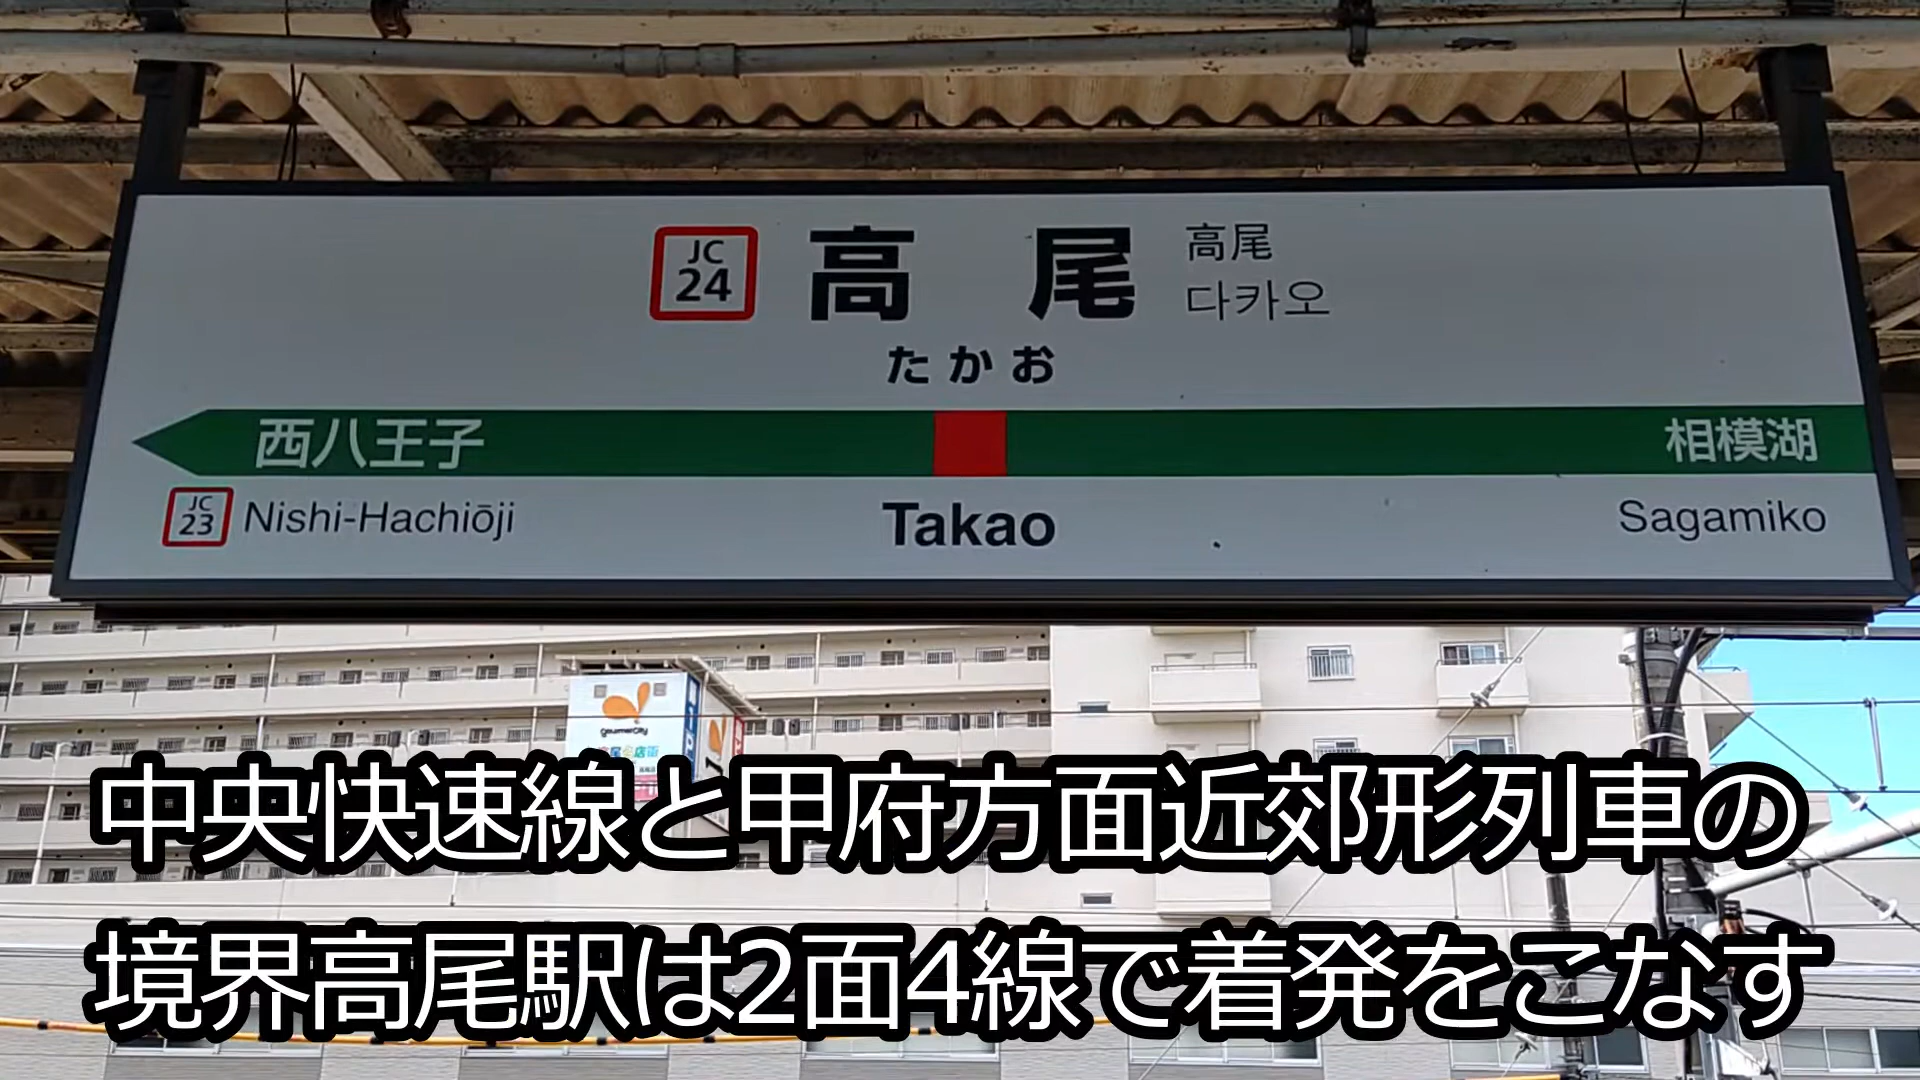 JC
24
高尾
高尾
다카오
たかお
西八王子
相模湖
JC
23
Nishi-Hachiōji
Takao
Sagamiko
gourmetcity
中央快速線と甲府方面近郊形列車の
境界高尾駅は2面4線で着発をこなす